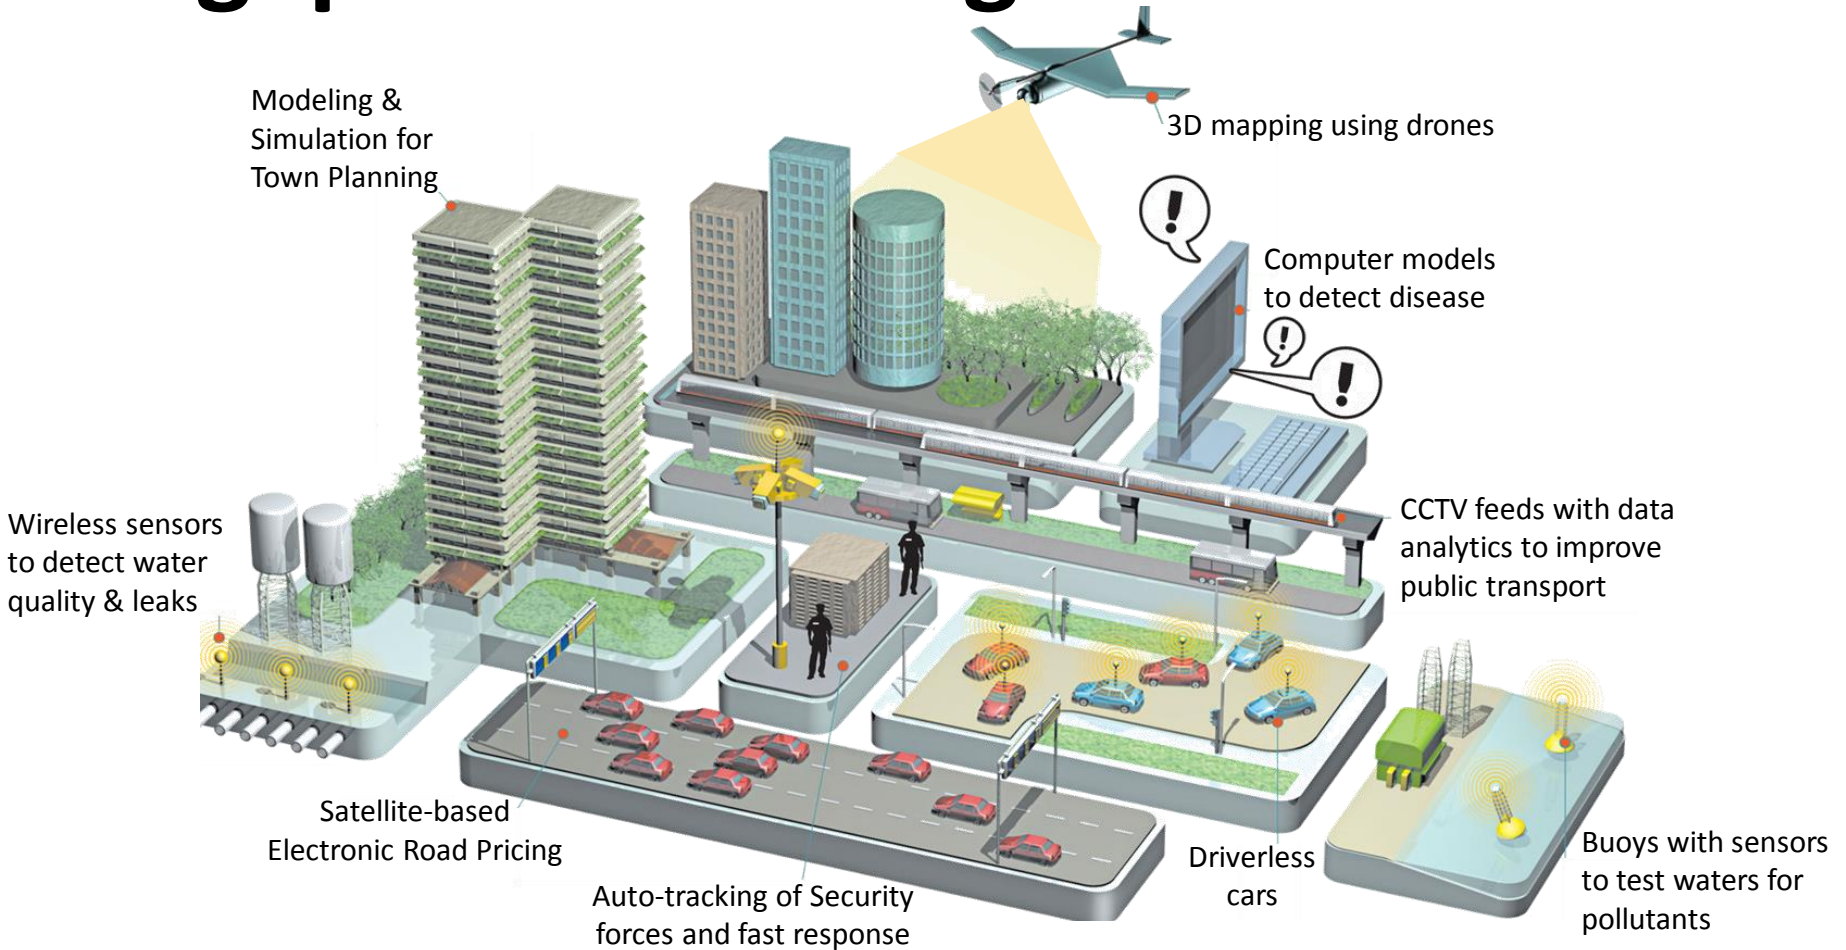 3D mapping using drones
Modeling &
Simulation for
Town Planning
Computer models
to detect disease
Wireless sensors
to detect water
quality & leaks
CCTV feeds with data
analytics to improve
public transport
Satellite-based
Electronic Road Pricing
Auto-tracking of Security
forces and fast response
Driverless
cars
Buoys with sensors
to test waters for
pollutants